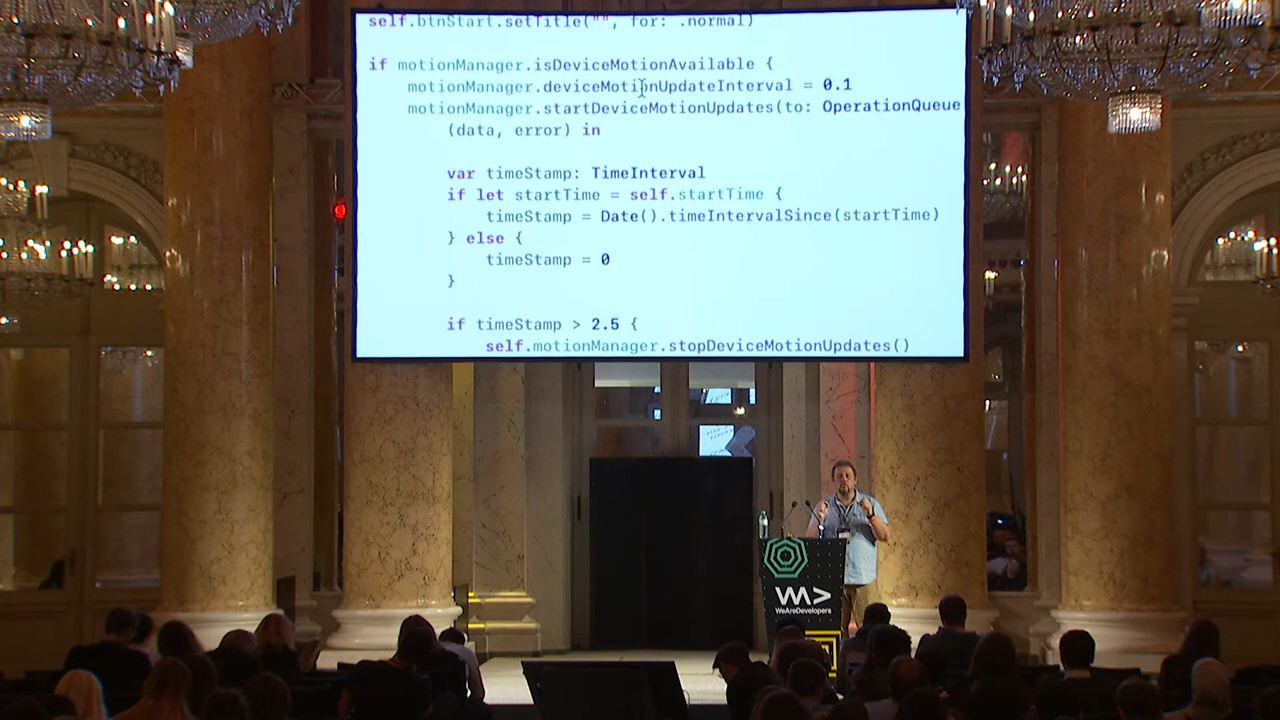 self.btnStart.setTitle("", for: .normal)
if motionManager.isDeviceMotionAvailable {
motionManager.deviceMotionUpdateInterval = 0.1
motionManager.startDeviceMotionUpdates(to: OperationQueue
(data, error) in
var timeStamp: TimeInterval
if let startTime = self.startTime {
timeStamp = Date().timeIntervalSince(startTime)
} else {
timeStamp = 0
}
if timeStamp > 2.5 {
self.motionManager.stopDeviceMotionUpdates()
WeAreDevelopers